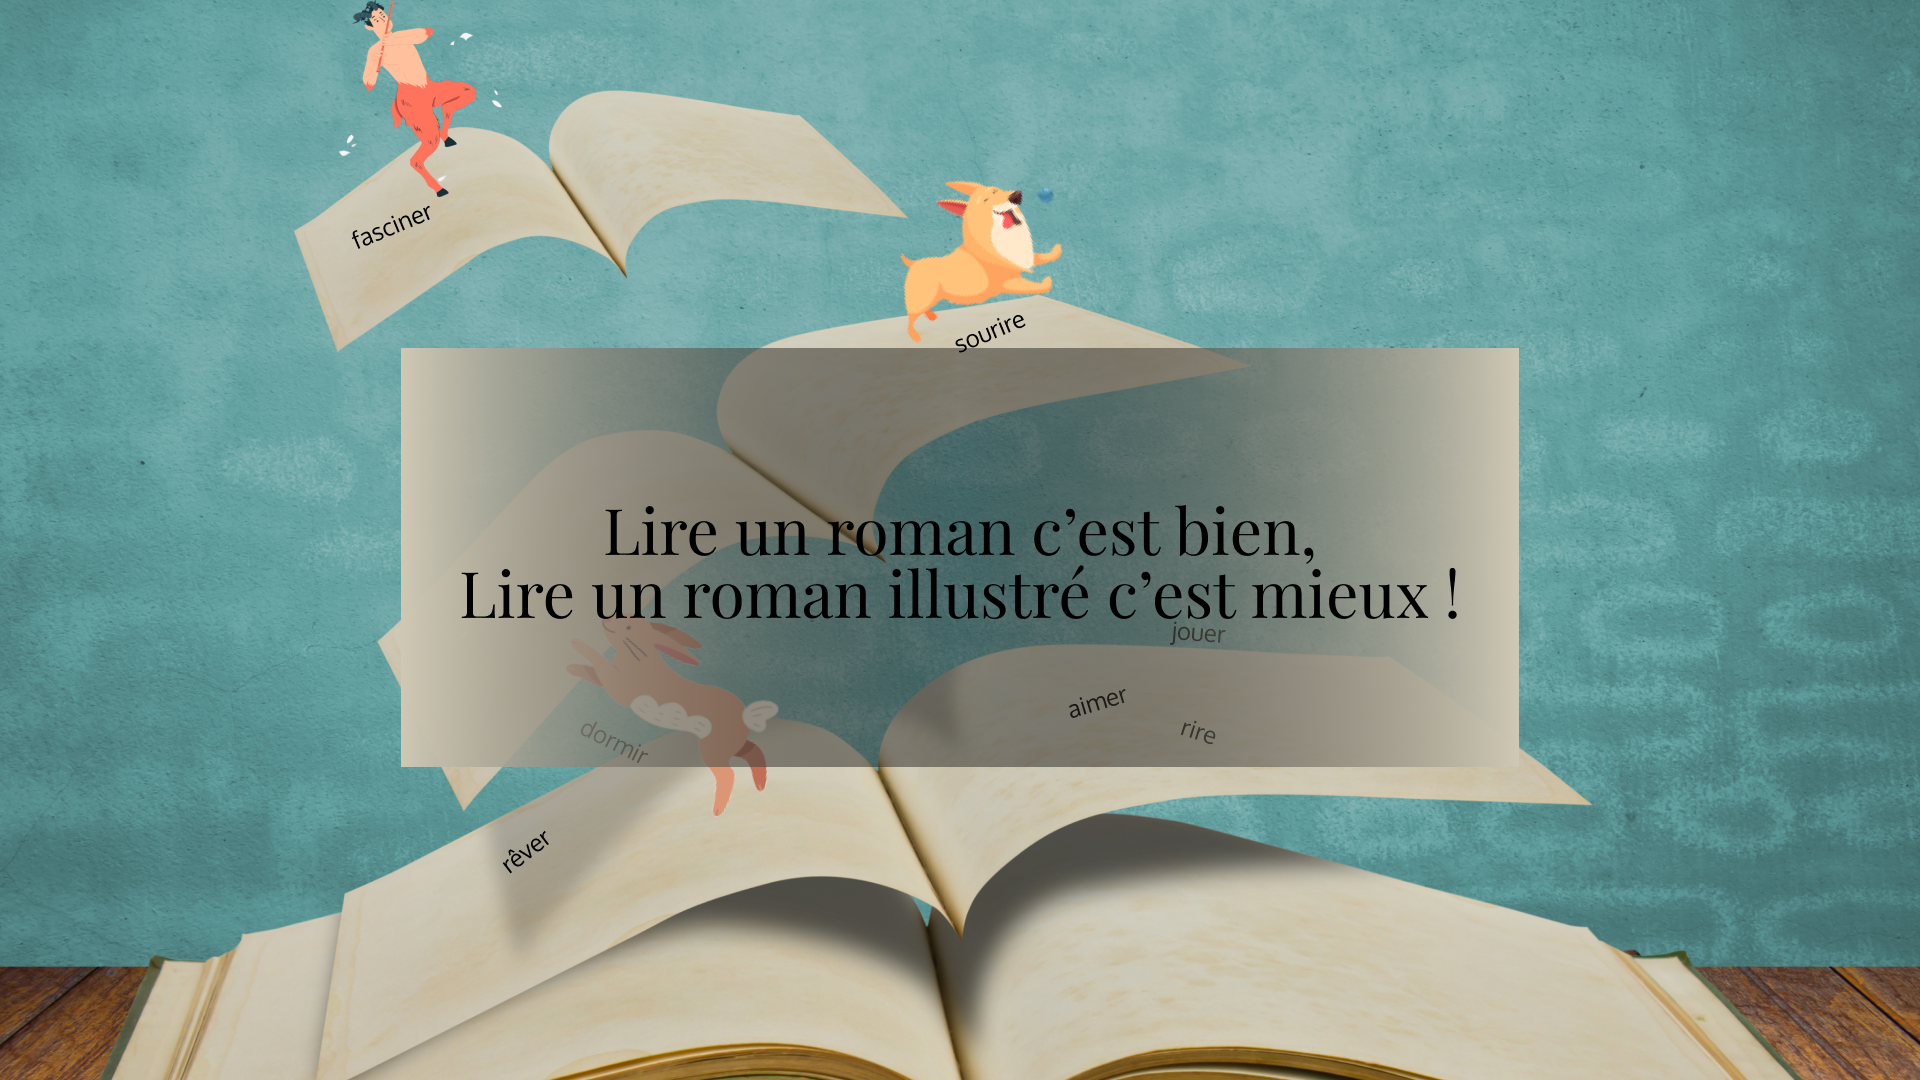 fasciner
sourire
Lire un roman c’est bien,
Lire un roman illustré c’est mieux !
jouer
aimer
rire
dormir
rêver